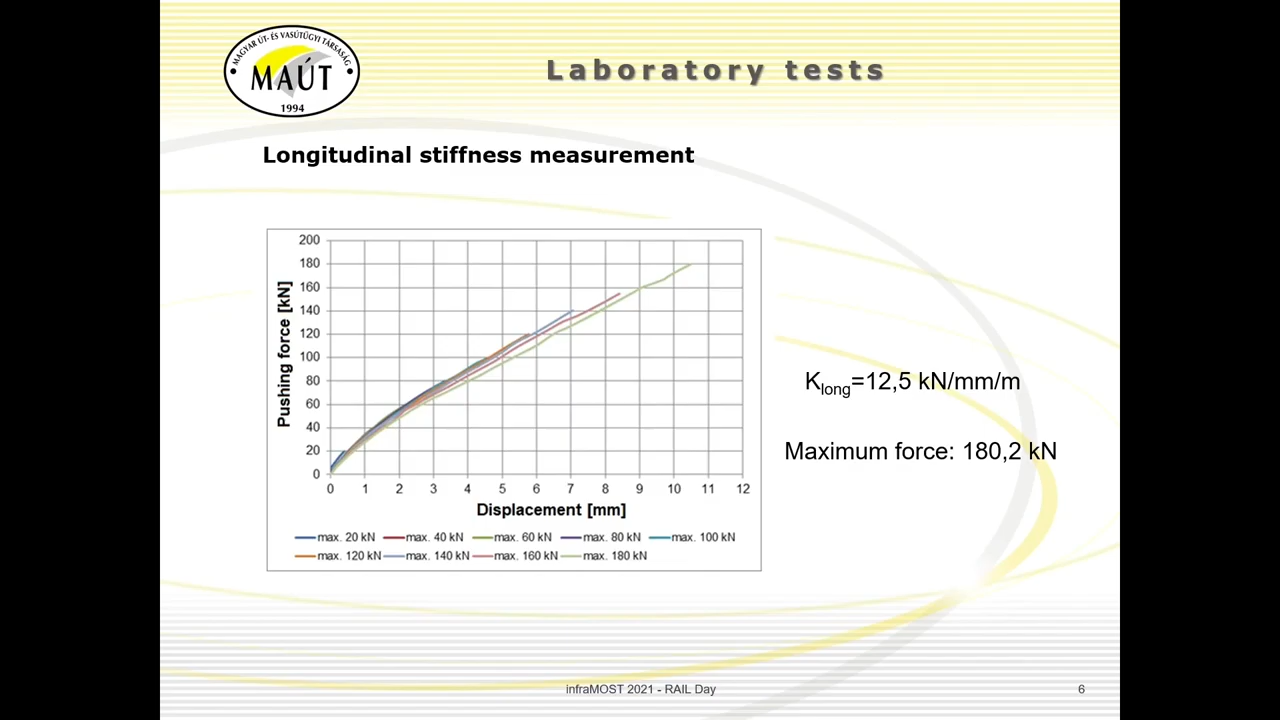 MAGYAR ÚT- ÉS VASÚTÜGYI TÁRSASÁG
MAÚT
1994
Laboratory tests
Longitudinal stiffness measurement
200
180
160
140
120
100
80
60
40
20
0
Pushing force [kN]
0 1 2 3 4 5 6 7 8 9 10 11 12
Displacement [mm]
max. 20 kN max. 40 kN max. 60 kN max. 80 kN max. 100 kN
max. 120 kN max. 140 kN max. 160 kN max. 180 kN
Klong=12,5 kN/mm/m
Maximum force: 180,2 kN
infraMOST 2021 - RAIL Day
6